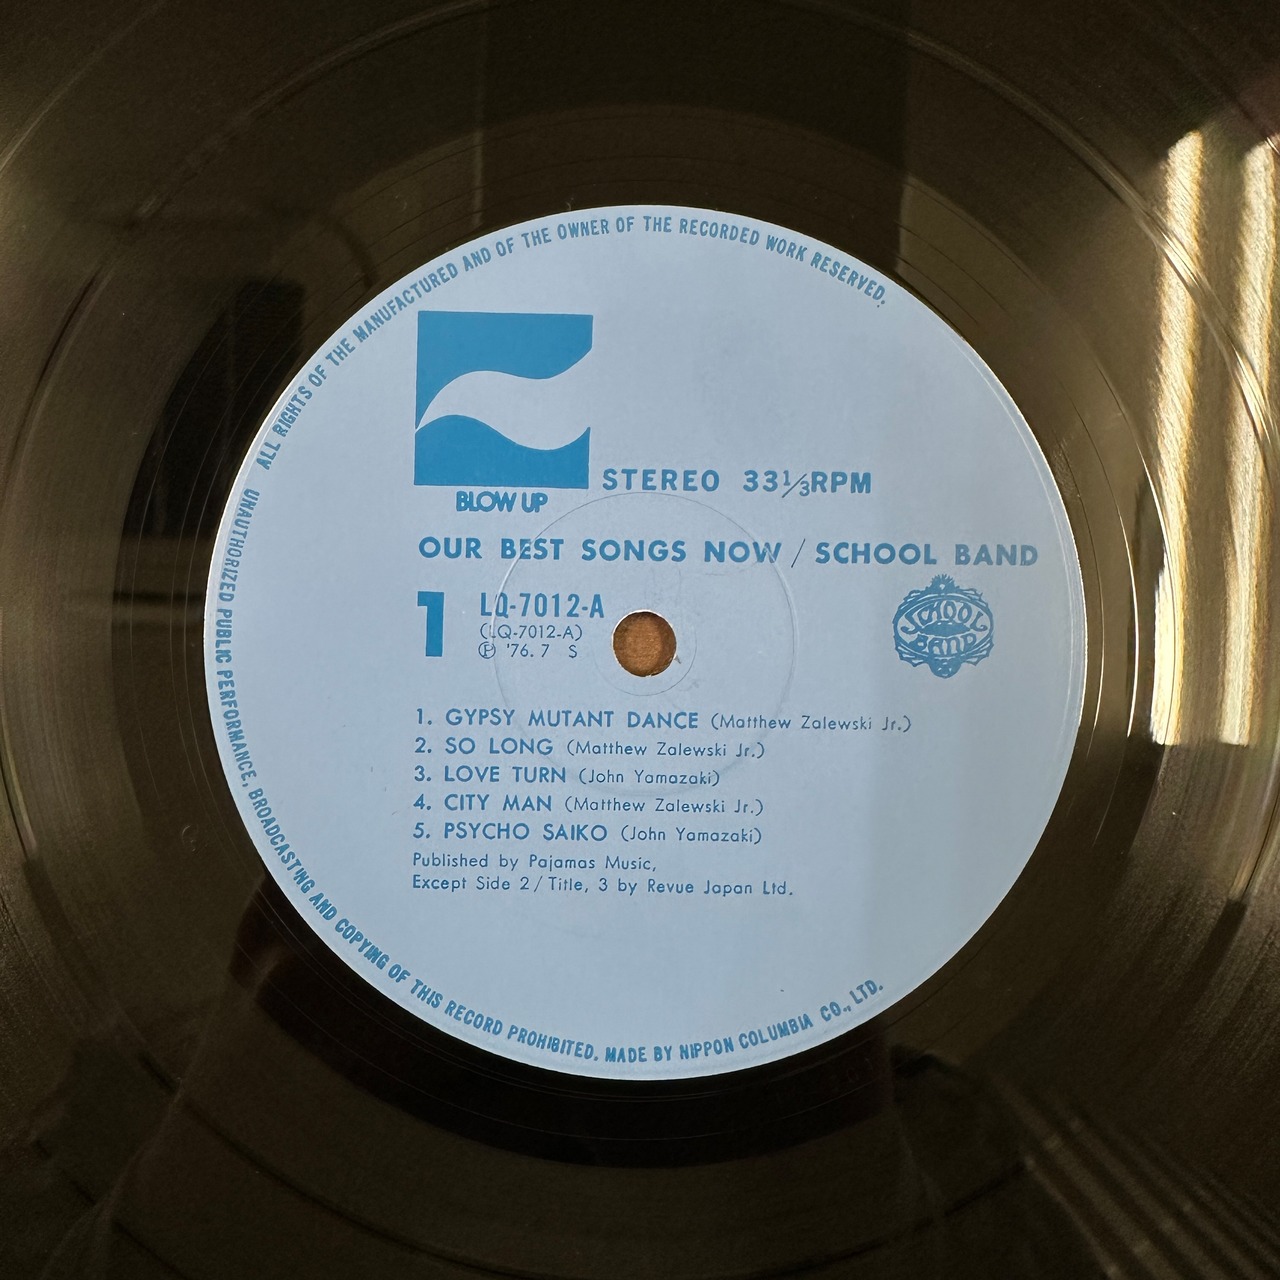 ALL RIGHTS OF THE MANUFACTURED AND OF THE OWNER OF THE RECORDED WORK RESERVED.
BLOW UP
STEREO 33⅓RPM
OUR BEST SONGS NOW / SCHOOL BAND
1
LQ-7012-A
(LQ-7012-A)
Ⓟ '76. 7 S
SCHOOL
BAND
1. GYPSY MUTANT DANCE (Matthew Zalewski Jr.)
2. SO LONG (Matthew Zalewski Jr.)
3. LOVE TURN (John Yamazaki)
4. CITY MAN (Matthew Zalewski Jr.)
5. PSYCHO SAIKO (John Yamazaki)
Published by Pajamas Music,
Except Side 2 / Title, 3 by Revue Japan Ltd.
UNAUTHORIZED PUBLIC PERFORMANCE, BROADCASTING AND COPYING OF THIS RECORD PROHIBITED. MADE BY NIPPON COLUMBIA CO., LTD.